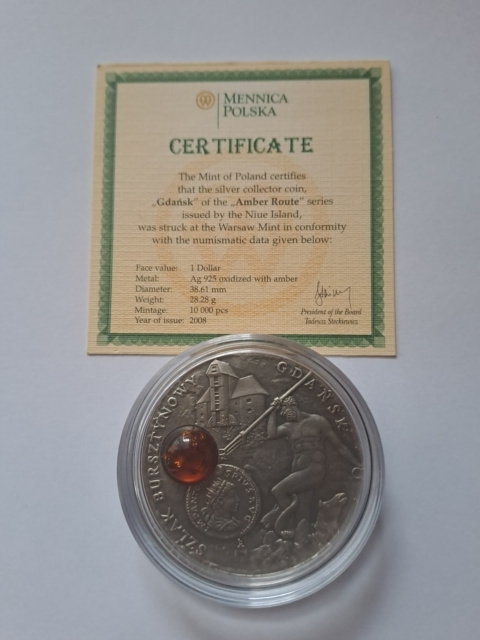 MENNICA
POLSKA
CERTIFICATE
The Mint of Poland certifies
that the silver collector coin,
„Gdańsk" of the „Amber Route" series
issued by the Niue Island,
was struck at the Warsaw Mint in conformity
with the numismatic data given below:
Face value: 1 Dollar
Metal: Ag 925 oxidized with amber
Diameter: 38.61 mm
Weight: 28.28 g
Mintage: 10 000 pcs
Year of issue: 2008
President of the Board
Tadeusz Steckiewicz
SZLAK BURSZTYNOWY
GDAŃSK